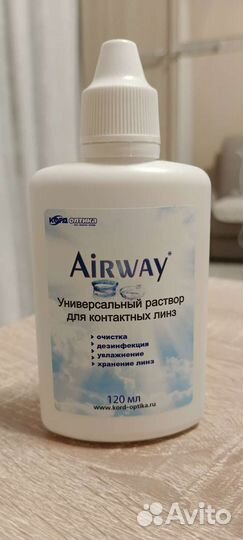 Корд оптика
AiRWAY®
Универсальный раствор
для контактных линз
очистка
дезинфекция
увлажнение
хранение линз
120 мл
www.kord-optika.ru
Avito